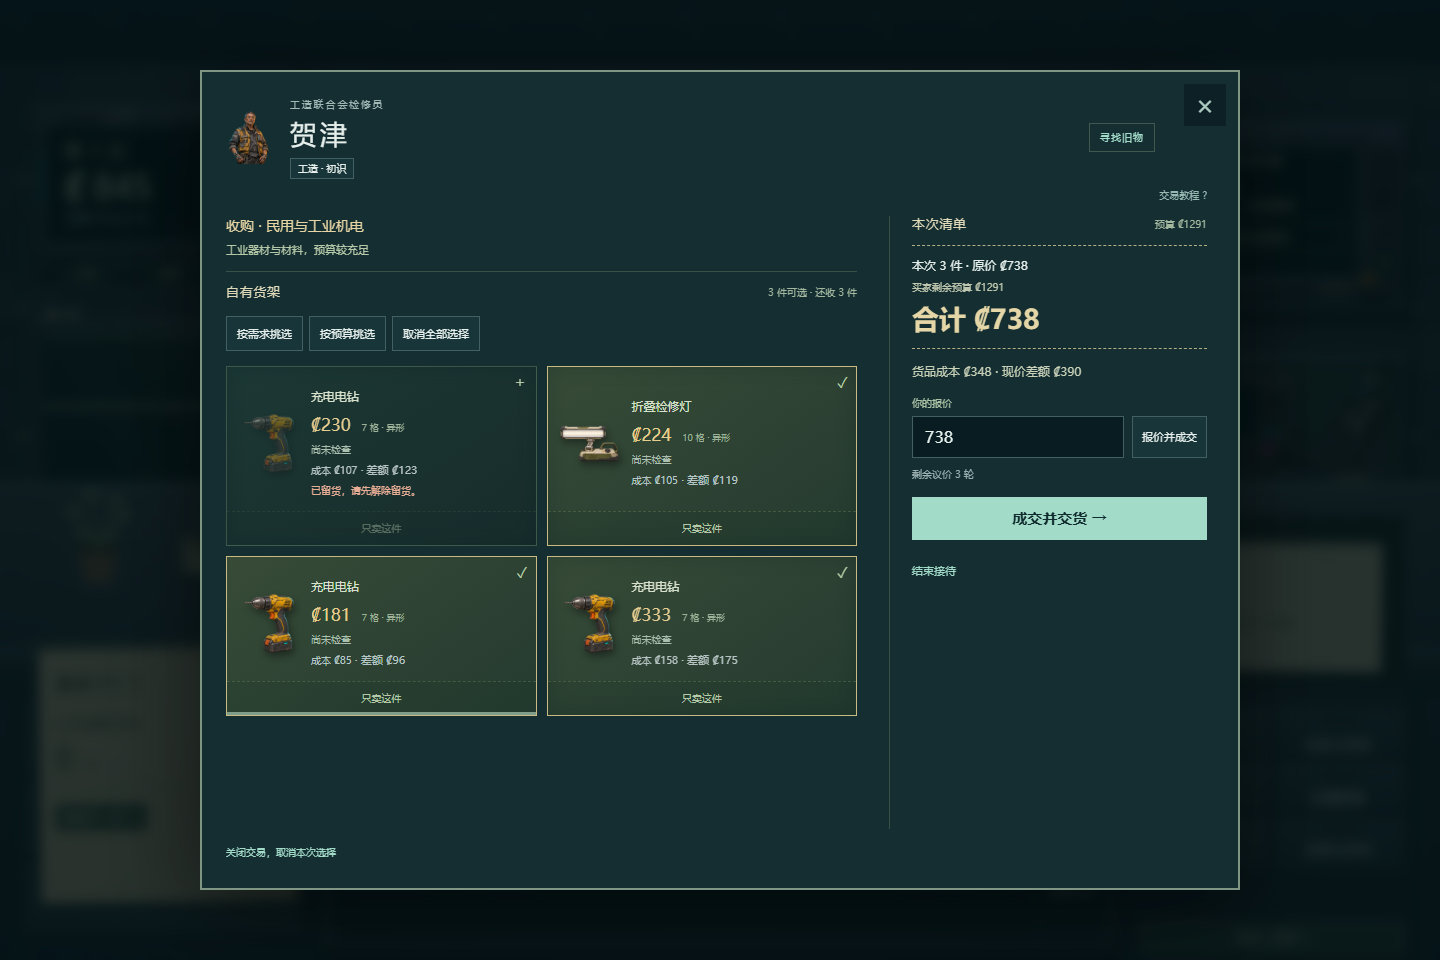 工造联合会检修员
贺津
工造 · 初识
×
寻找旧物
交易教程 ?
收购 · 民用与工业机电
工业器材与材料，预算较充足
自有货架
3 件可选 · 还收 3 件
按需求挑选
按预算挑选
取消全部选择
+
充电电钻
₡230 7 格 · 异形
尚未检查
成本 ₡107 · 差额 ₡123
已留货，请先解除留货。
只卖这件
✓
折叠检修灯
₡224 10 格 · 异形
尚未检查
成本 ₡105 · 差额 ₡119
只卖这件
✓
充电电钻
₡181 7 格 · 异形
尚未检查
成本 ₡85 · 差额 ₡96
只卖这件
✓
充电电钻
₡333 7 格 · 异形
尚未检查
成本 ₡158 · 差额 ₡175
只卖这件
关闭交易，取消本次选择
本次清单
预算 ₡1291
本次 3 件 · 原价 ₡738
买家剩余预算 ₡1291
合计 ₡738
货品成本 ₡348 · 现价差额 ₡390
你的报价
738
报价并成交
剩余议价 3 轮
成交并交货 →
结束接待